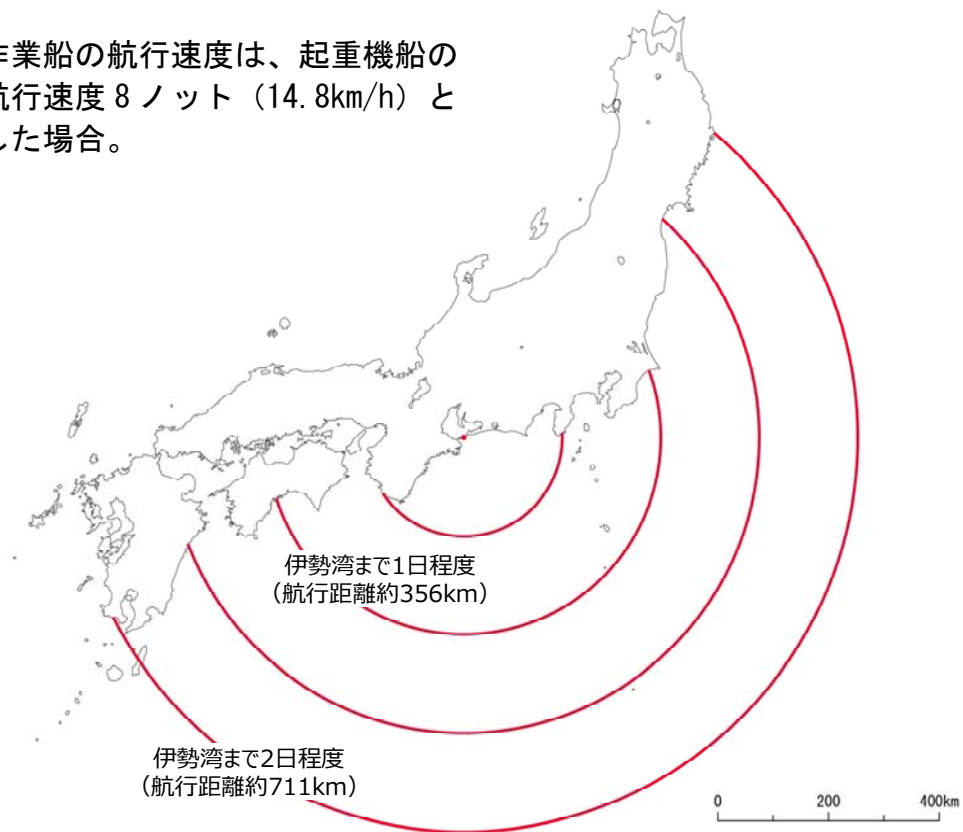 作業船の航行速度は、起重機船の
航行速度8ノット（14.8km/h）と
した場合。
伊勢湾まで1日程度
（航行距離約356km）
伊勢湾まで2日程度
（航行距離約711km）
0 200 400km